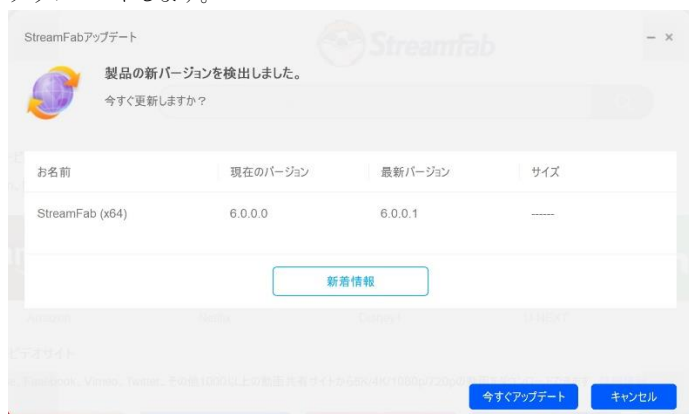 StreamFabアップデート
StreamFab
製品の新バージョンを検出しました。
今すぐ更新しますか？
お名前 現在のバージョン 最新バージョン サイズ
StreamFab (x64) 6.0.0.0 6.0.0.1 ------
新着情報
今すぐアップデート キャンセル